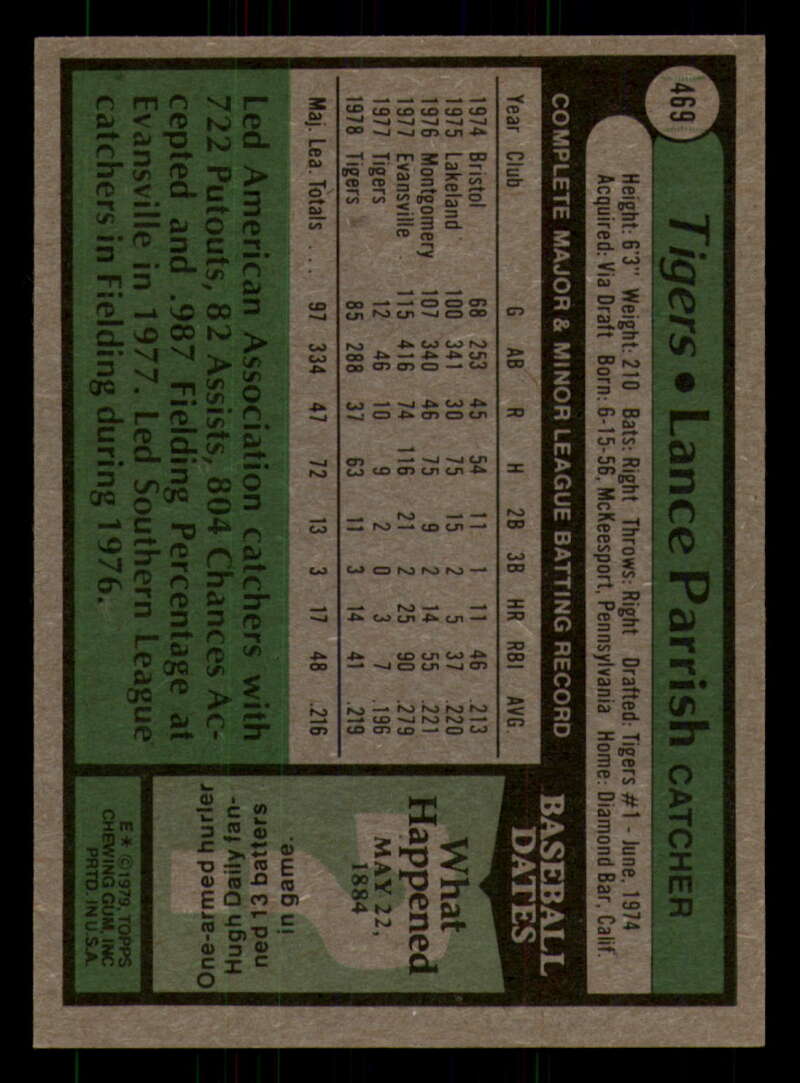 469
Tigers • Lance Parrish CATCHER
Height: 6'3" Weight: 210 Bats: Right Throws: Right Drafted: Tigers #1 - June, 1974
Acquired: Via Draft Born: 6-15-56, McKeesport, Pennsylvania Home: Diamond Bar, Calif.
COMPLETE MAJOR & MINOR LEAGUE BATTING RECORD
Year Club G AB R H 2B 3B HR RBI AVG.
1974 Bristol 68 253 45 54 11 1 11 46 .213
1975 Lakeland 100 341 30 75 15 2 5 37 .220
1976 Montgomery 107 340 46 75 9 2 14 55 .221
1977 Evansville 115 416 74 116 21 2 25 90 .279
1977 Tigers 12 46 10 9 2 0 3 7 .196
1978 Tigers 85 288 37 63 11 3 14 41 .219
Maj. Lea. Totals .... 97 334 47 72 13 3 17 48 .216
Led American Association catchers with
722 Putouts, 82 Assists, 804 Chances Ac-
cepted and .987 Fielding Percentage at
Evansville in 1977. Led Southern League
catchers in Fielding during 1976.
BASEBALL
DATES
What
Happened
MAY 22,
1884
One-armed hurler
Hugh Daily fan-
ned 13 batters
in game.
E * ©1979, TOPPS
CHEWING GUM, INC
PRTD. IN U.S.A.